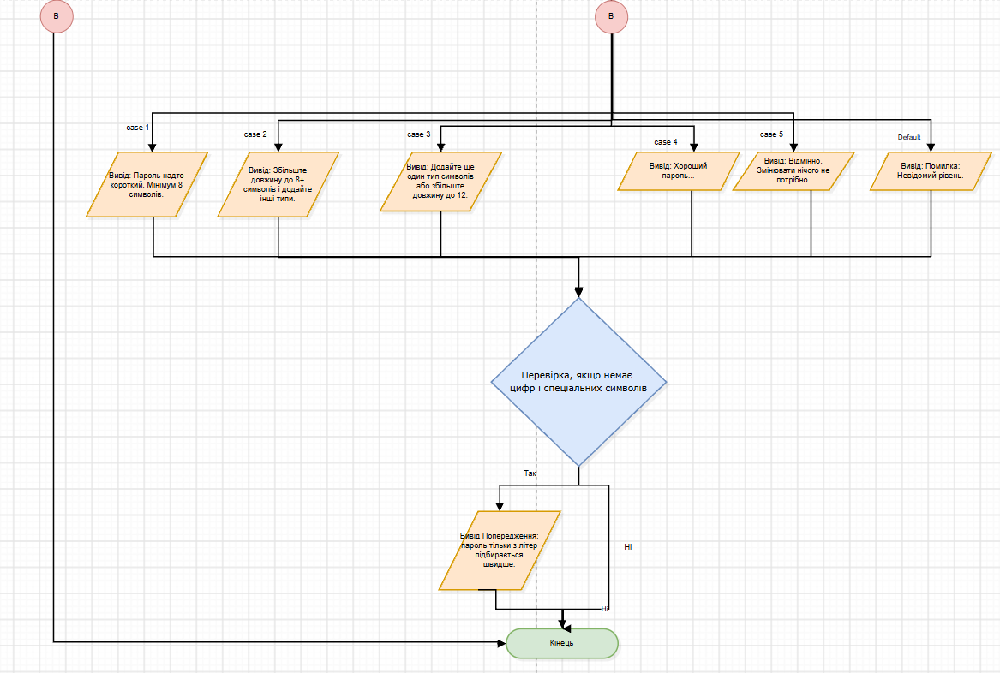 B
B
case 1
case 2
case 3
case 4
case 5
Default
Вивід: Пароль надто
короткий. Мінімум 8
символів.
Вивід: Збільште
довжину до 8+
символів і додайте
інші типи.
Вивід: Додайте ще
один тип символів
або збільште
довжину до 12.
Вивід: Хороший
пароль...
Вивід: Відмінно.
Змінювати нічого не
потрібно.
Вивід: Помилка:
Невідомий рівень.
Перевірка, якщо немає
цифр і спеціальних символів
Так
Вивід Попередження:
пароль тільки з літер
підбирається
швидше.
Ні
Ні
Кінець